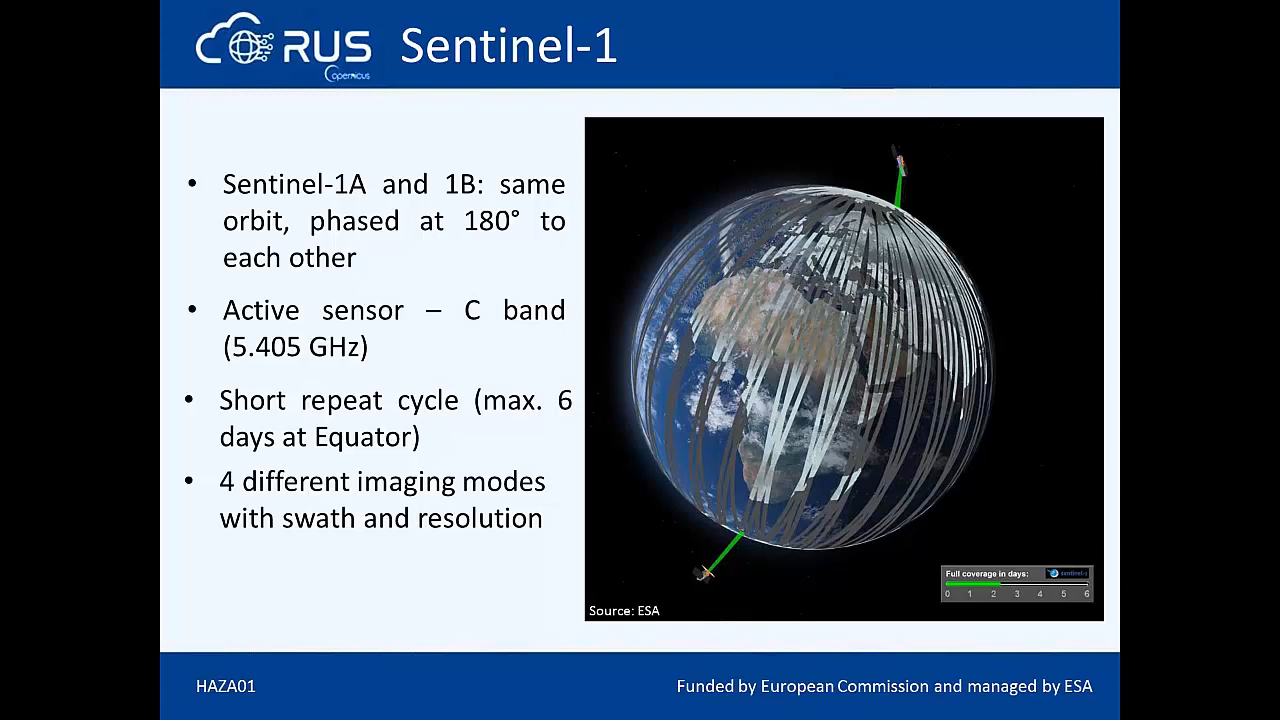 RUS
Copernicus
Sentinel-1
• Sentinel-1A and 1B: same
orbit, phased at 180° to
each other
• Active sensor – C band
(5.405 GHz)
• Short repeat cycle (max. 6
days at Equator)
• 4 different imaging modes
with swath and resolution
Full coverage in days:
sentinel-1
0 1 2 3 4 5 6
Source: ESA
HAZA01
Funded by European Commission and managed by ESA